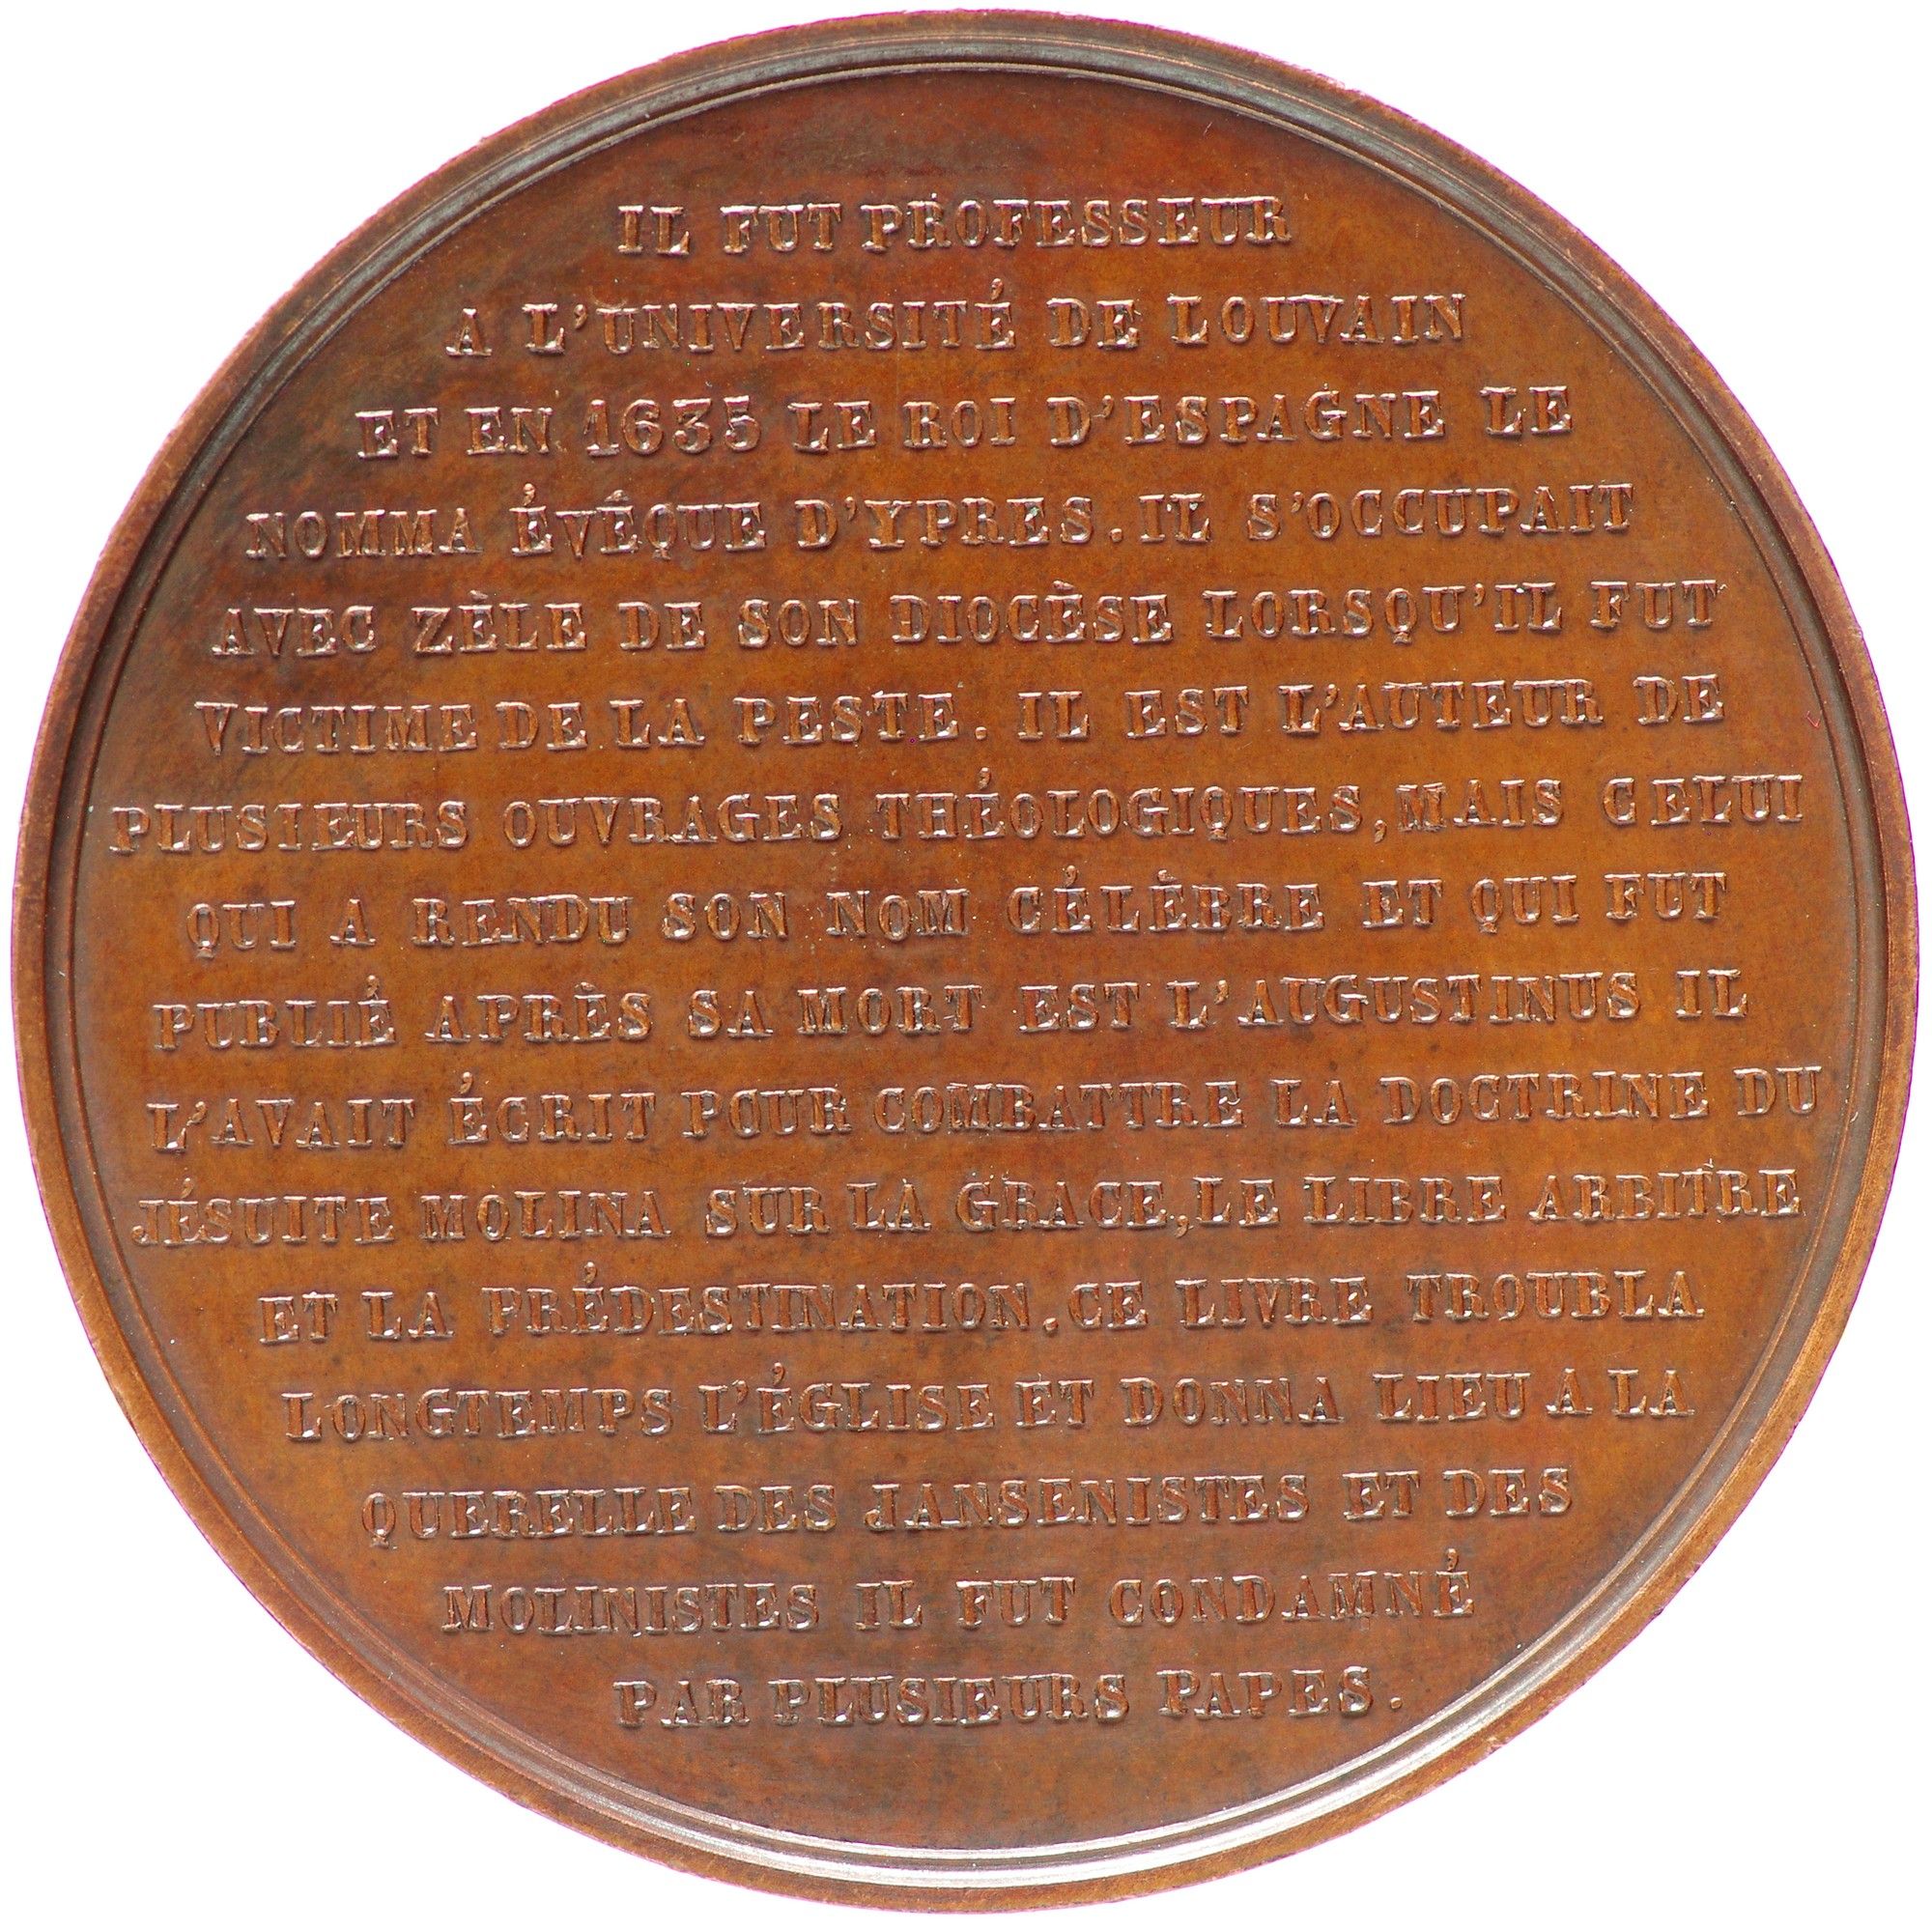 IL FUT PROFESSEUR
A L'UNIVERSITÉ DE LOUVAIN
ET EN 1635 LE ROI D'ESPAGNE LE
NOMMA ÉVÊQUE D'YPRES. IL S'OCCUPAIT
AVEC ZÈLE DE SON DIOCÈSE LORSQU'IL FUT
VICTIME DE LA PESTE. IL EST L'AUTEUR DE
PLUSIEURS OUVRAGES THÉOLOGIQUES, MAIS CELUI
QUI A RENDU SON NOM CÉLÈBRE ET QUI FUT
PUBLIÉ APRÈS SA MORT EST L'AUGUSTINUS IL
L'AVAIT ÉCRIT POUR COMBATTRE LA DOCTRINE DU
JÉSUITE MOLINA SUR LA GRACE, LE LIBRE ARBITRE
ET LA PRÉDESTINATION. CE LIVRE TROUBLA
LONGTEMPS L'ÉGLISE ET DONNA LIEU A LA
QUERELLE DES JANSENISTES ET DES
MOLINISTES IL FUT CONDAMNÉ
PAR PLUSIEURS PAPES.